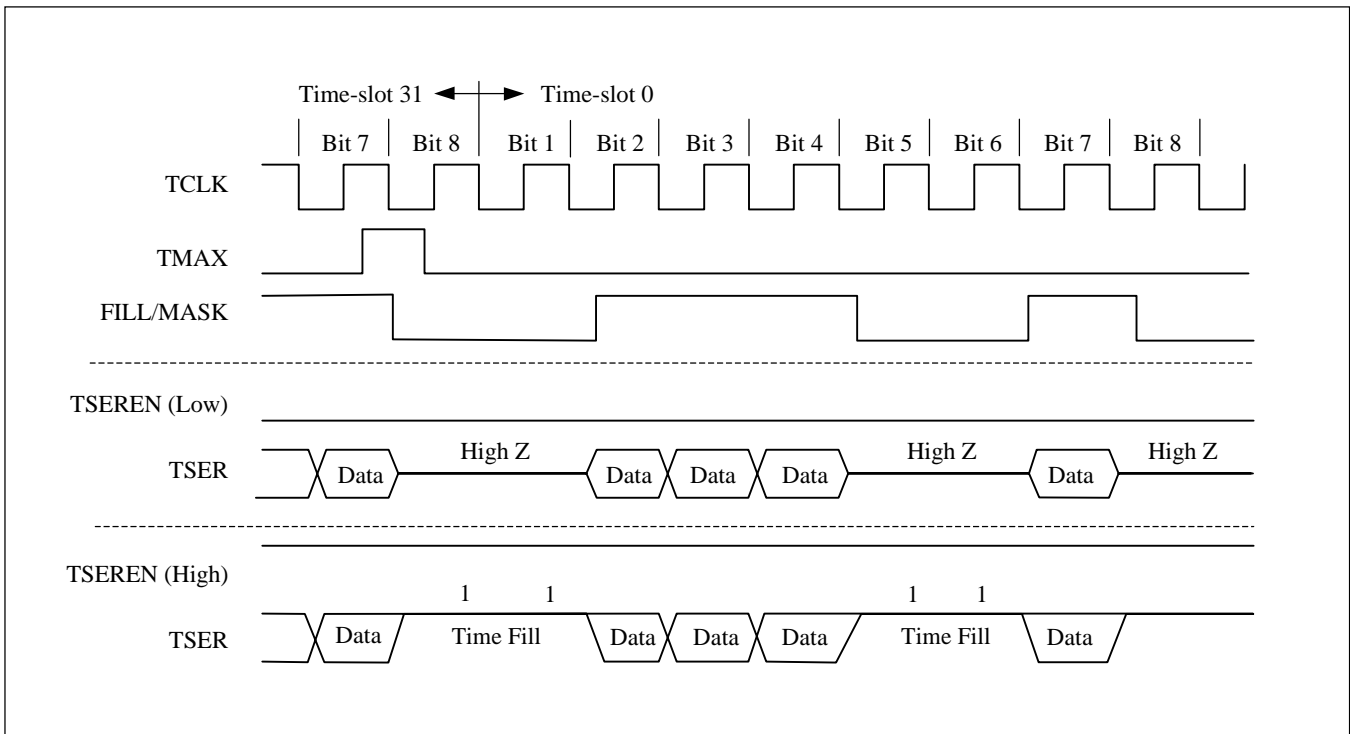 Time-slot 31 Time-slot 0
Bit 7 Bit 8 Bit 1 Bit 2 Bit 3 Bit 4 Bit 5 Bit 6 Bit 7 Bit 8
TCLK
TMAX
FILL/MASK
TSEREN (Low)
High Z High Z High Z
TSER Data Data Data Data Data
TSEREN (High)
1 1 1 1
TSER Data Time Fill Data Data Data Time Fill Data